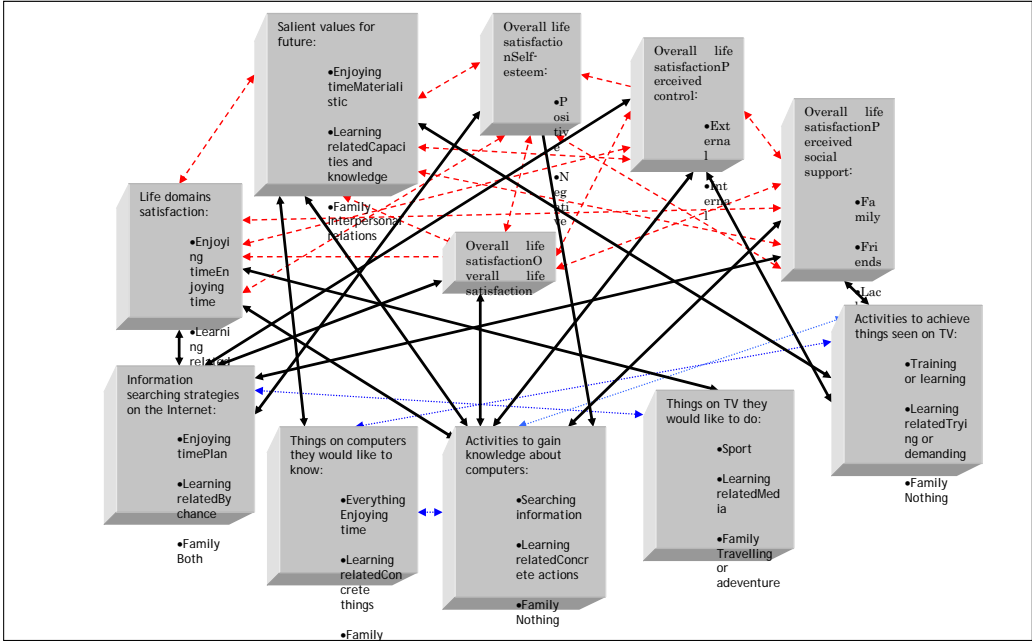 Salient values for
future:
•Enjoying
timeMateriali
stic
•Learning
relatedCapaci
ties and
knowledge
•Family
Interpersonal
relations
Overall life
satisfactio
nSelf-
esteem:
•P
osi
tiv
e
•N
eg
ative
ve
Overall life
satisfactionP
erceived
control:
•Ext
erna
l
•Int
erna
l
Overall life
satisfactionP
erceived
social
support:
•Fa
mily
•Fri
ends
•Lac
Life domains
satisfaction:
•Enjoyi
ng
timeEn
joying
time
•Learni
ng
related
Overall life
satisfactionO
verall life
satisfaction
Information
searching strategies
on the Internet:
•Enjoying
timePlan
•Learning
relatedBy
chance
•Family
Both
Things on computers
they would like to
know:
•Everything
Enjoying
time
•Learning
relatedCon
crete
things
•Family
Activities to gain
knowledge about
computers:
•Searching
information
•Learning
relatedConcr
ete actions
•Family
Nothing
Things on TV they
would like to do:
•Sport
•Learning
relatedMed
ia
•Family
Travelling
or
adeventure
Activities to achieve
things seen on TV:
•Training
or learning
•Learning
relatedTryi
ng or
demanding
•Family
Nothing